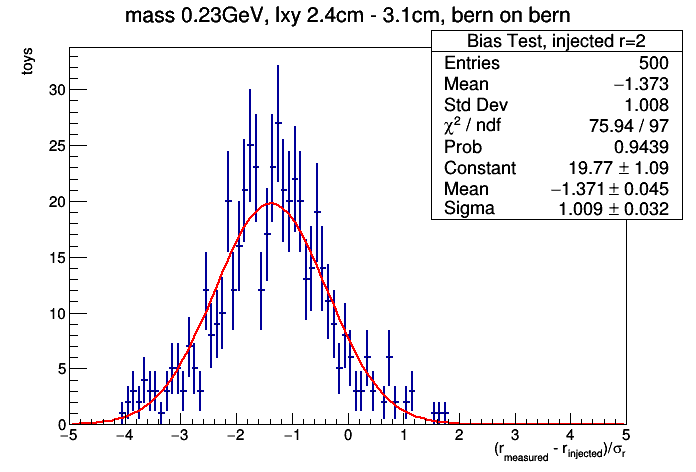 mass 0.23GeV, lxy 2.4cm - 3.1cm, bern on bern
Bias Test, injected r=2
Entries 500
Mean −1.373
Std Dev 1.008
χ² / ndf 75.94 / 97
Prob 0.9439
Constant 19.77 ± 1.09
Mean −1.371 ± 0.045
Sigma 1.009 ± 0.032
toys
30
25
20
15
10
5
0
−5 −4 −3 −2 −1 0 1 2 3 4 5
(r_measured - r_injected)/σ_r